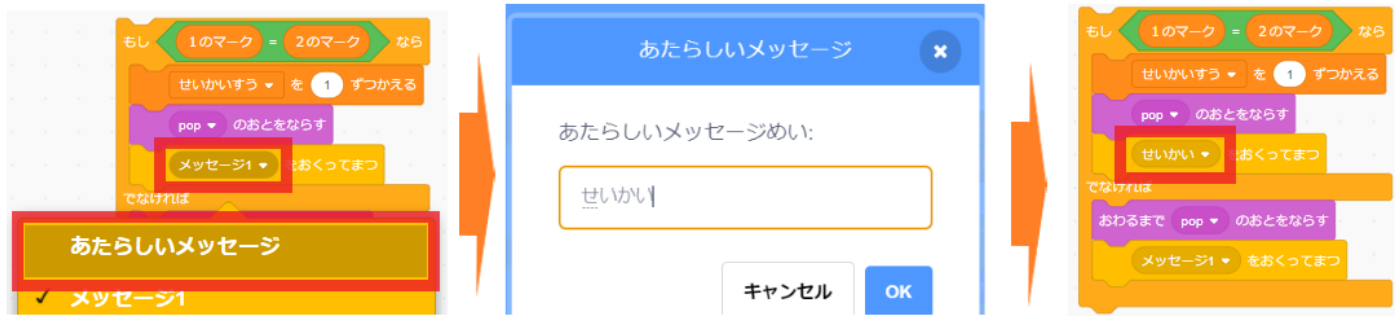 もし 1のマーク = 2のマーク なら
せいかいすう を 1 ずつかえる
pop のおとをならす
メッセージ1 をおくってまつ
でなければ
あたらしいメッセージ
✓ メッセージ1
あたらしいメッセージ
あたらしいメッセージめい:
せいかい
キャンセル OK
もし 1のマーク = 2のマーク なら
せいかいすう を 1 ずつかえる
pop のおとをならす
せいかい をおくってまつ
でなければ
おわるまで pop のおとをならす
メッセージ1 をおくってまつ